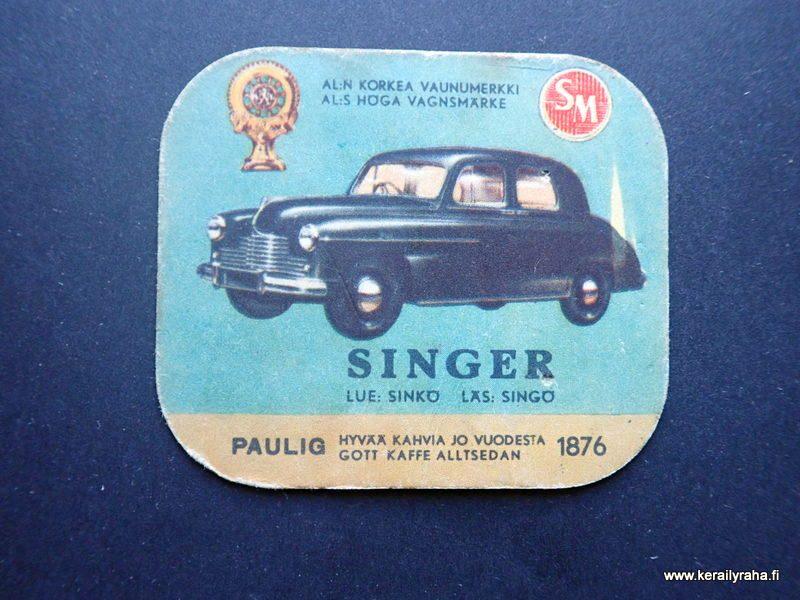 AL:N KORKEA VAUNUMERKKI
AL:S HÖGA VAGNSMÄRKE
SM
SINGER
LUE: SINKÖ LÄS: SINGÖ
PAULIG HYVÄÄ KAHVIA JO VUODESTA 1876
GOTT KAFFE ALLTSEDAN
www.kerailyraha.fi